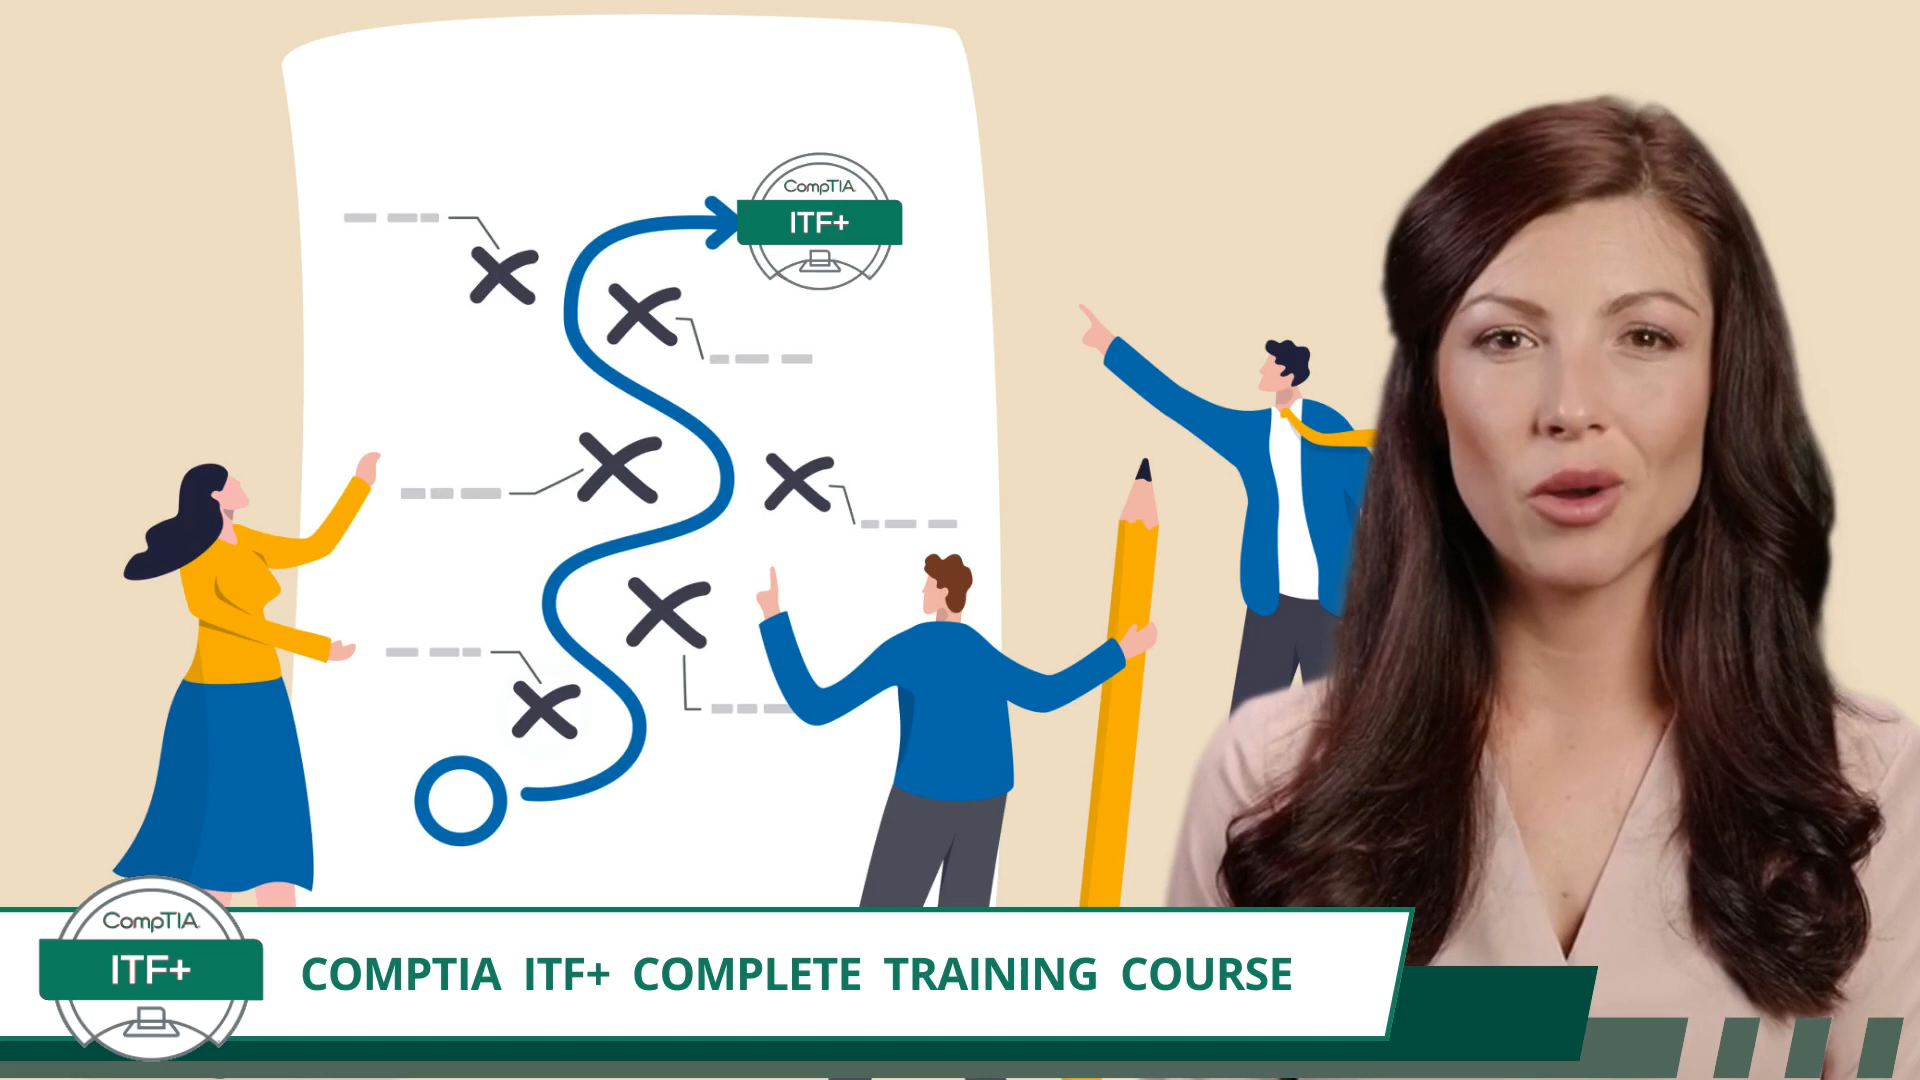 CompTIA
ITF+
CompTIA
ITF+
COMPTIA ITF+ COMPLETE TRAINING COURSE